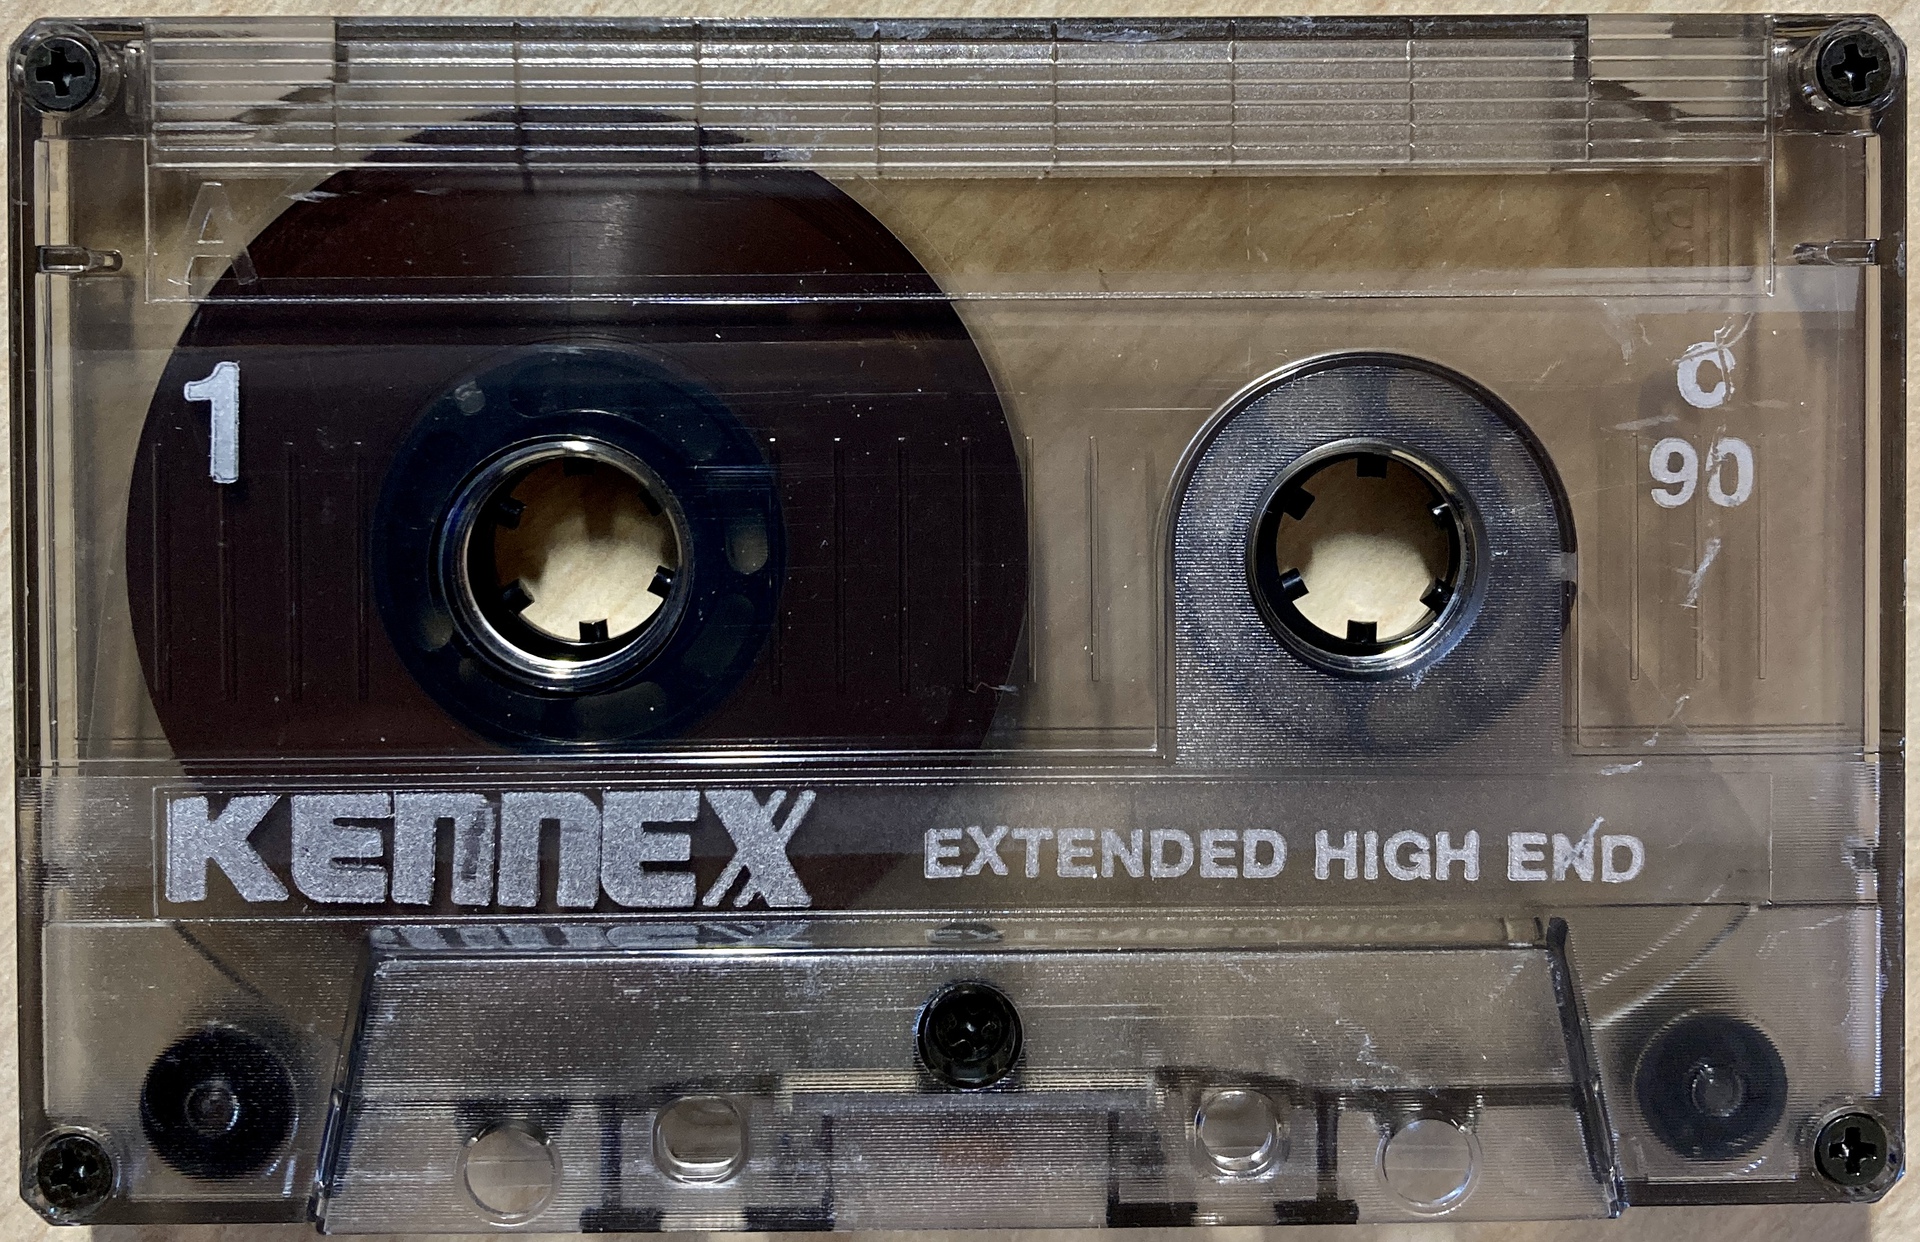 A
1
C
90
KENNEX
EXTENDED HIGH END